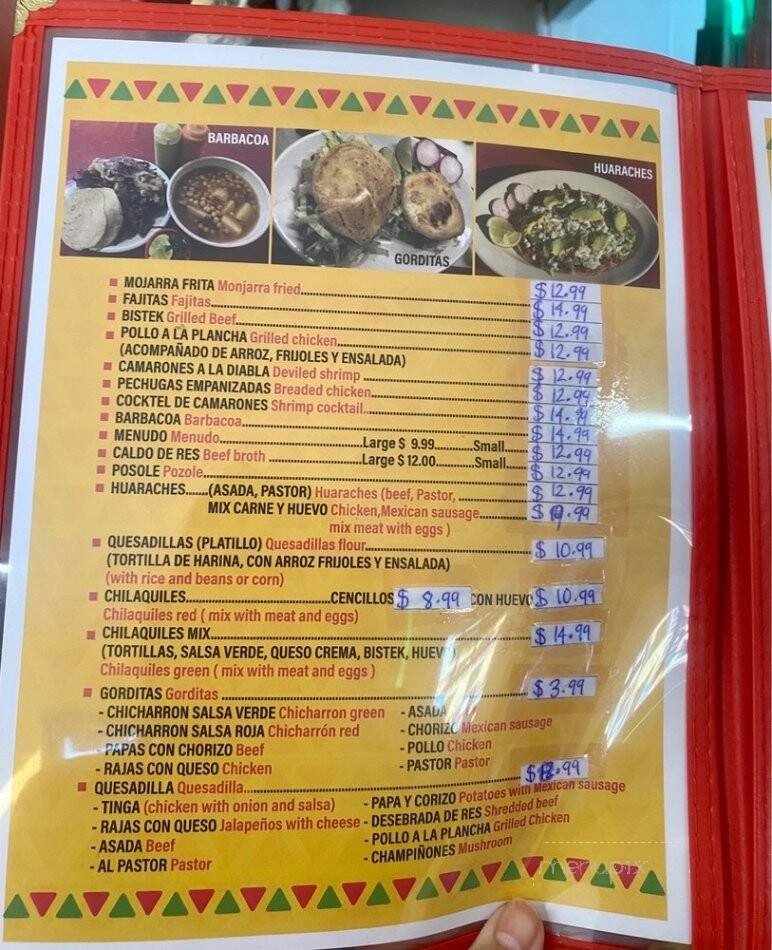 BARBACOA
GORDITAS
HUARACHES
MOJARRA FRITA Monjarra fried $12.99
FAJITAS Fajitas $14.99
BISTEK Grilled Beef $12.99
POLLO A LA PLANCHA Grilled chicken $12.99
(ACOMPAÑADO DE ARROZ, FRIJOLES Y ENSALADA)
CAMARONES A LA DIABLA Deviled shrimp $12.99
PECHUGAS EMPANIZADAS Breaded chicken $12.99
COCKTEL DE CAMARONES Shrimp cocktail $14.99
BARBACOA Barbacoa $14.99
MENUDO Menudo Large $ 9.99 Small $12.99
CALDO DE RES Beef broth Large $12.00 Small $12.99
POSOLE Pozole $12.99
HUARACHES (ASADA, PASTOR) Huaraches (beef, Pastor,
MIX CARNE Y HUEVO Chicken,Mexican sausage
mix meat with eggs )
QUESADILLAS (PLATILLO) Quesadillas flour $10.99
(TORTILLA DE HARINA, CON ARROZ FRIJOLES Y ENSALADA)
(with rice and beans or corn)
CHILAQUILES CENCILLOS $8.99 CON HUEVO $10.99
Chilaquiles red ( mix with meat and eggs)
CHILAQUILES MIX $14.99
(TORTILLAS, SALSA VERDE, QUESO CREMA, BISTEK, HUEVO)
Chilaquiles green ( mix with meat and eggs )
GORDITAS Gorditas $3.99
- CHICHARRON SALSA VERDE Chicharron green
- CHICHARRON SALSA ROJA Chicharrón red
- PAPAS CON CHORIZO Beef
- RAJAS CON QUESO Chicken
- ASADA
- CHORIZO Mexican sausage
- POLLO Chicken
- PASTOR Pastor
QUESADILLA Quesadilla
- TINGA (chicken with onion and salsa)
- RAJAS CON QUESO Jalapeños with cheese
- ASADA Beef
- AL PASTOR Pastor
- PAPA Y CORIZO Potatoes with Mexican sausage
- DESEBRADA DE RES Shredded beef
- POLLO A LA PLANCHA Grilled Chicken
- CHAMPIÑONES Mushroom
menupix